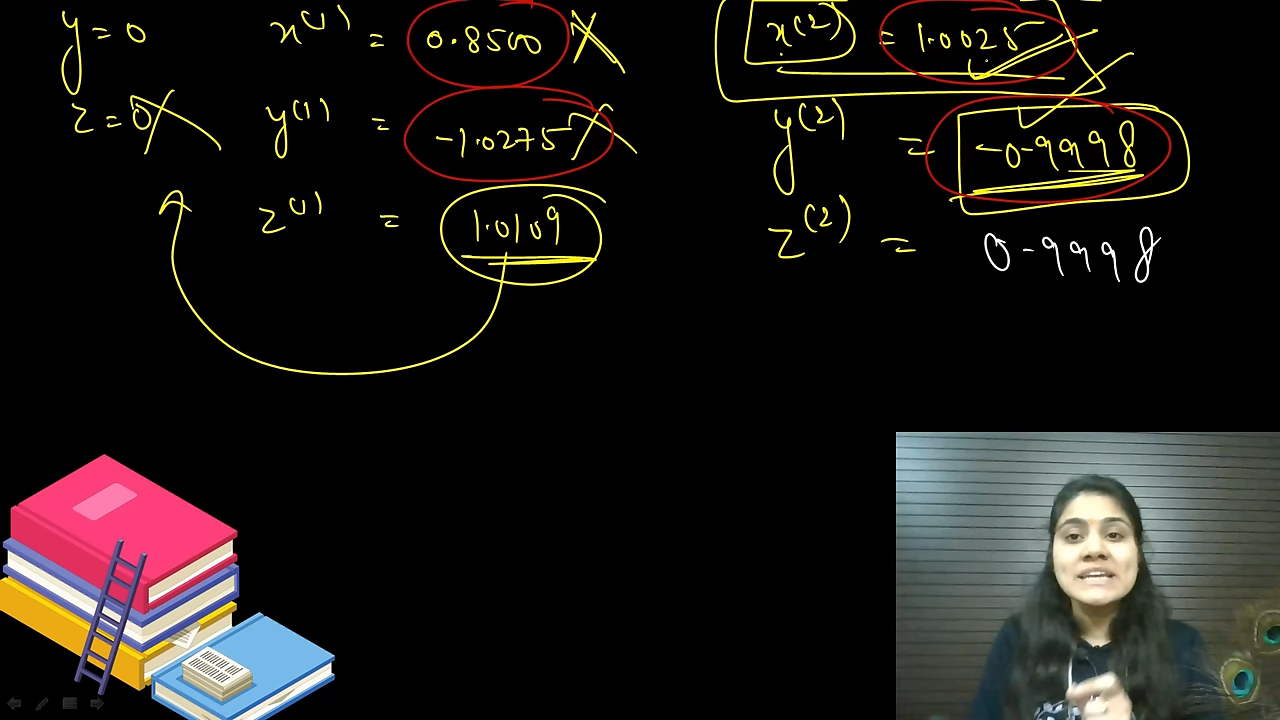 y = 0 x(1) = 0.8500 x(2) = 1.0025
z = 0 y(1) = -1.0275 y(2) = -0.9998
z(1) = 1.0109 z(2) = 0.9998